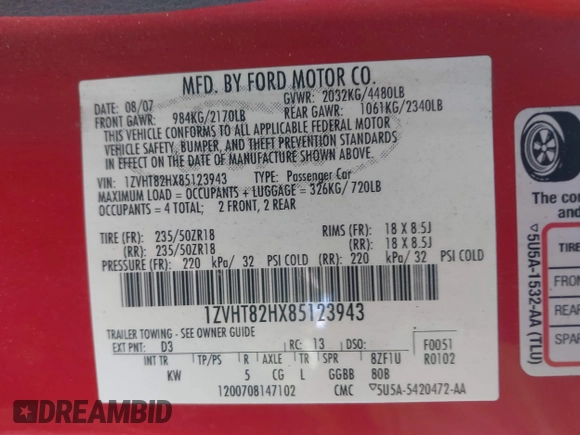 MFD. BY FORD MOTOR CO.
DATE: 08/07 GVWR: 2032KG/4480LB
FRONT GAWR: 984KG/2170LB REAR GAWR: 1061KG/2340LB
THIS VEHICLE CONFORMS TO ALL APPLICABLE FEDERAL MOTOR
VEHICLE SAFETY, BUMPER, AND THEFT PREVENTION STANDARDS
IN EFFECT ON THE DATE OF MANUFACTURE SHOWN ABOVE.
VIN: 1ZVHT82HX85123943 TYPE: Passenger Car
MAXIMUM LOAD = OCCUPANTS + LUGGAGE = 326KG/ 720LB
OCCUPANTS = 4 TOTAL; 2 FRONT, 2 REAR
TIRE (FR): 235/50ZR18 RIMS (FR): 18 X 8.5J
(RR): 235/50ZR18 (RR): 18 X 8.5J
PRESSURE (FR): 220 kPa/ 32 PSI COLD (RR): 220 kPa/ 32 PSI COLD
1ZVHT82HX85123943
TRAILER TOWING - SEE OWNER GUIDE
EXT PNT: D3 RC: 13 DSO: F0051
INT TR TP/PS R AXLE TR SPR 8ZF1U R0102
KW 5 CG L GGBB 80B
1200708147102 CMC ▽5U5A-5420472-AA
The co
and
TIRE
FRON
REAR
▽5U5A-1532-AA (TLU)
DREAMBID